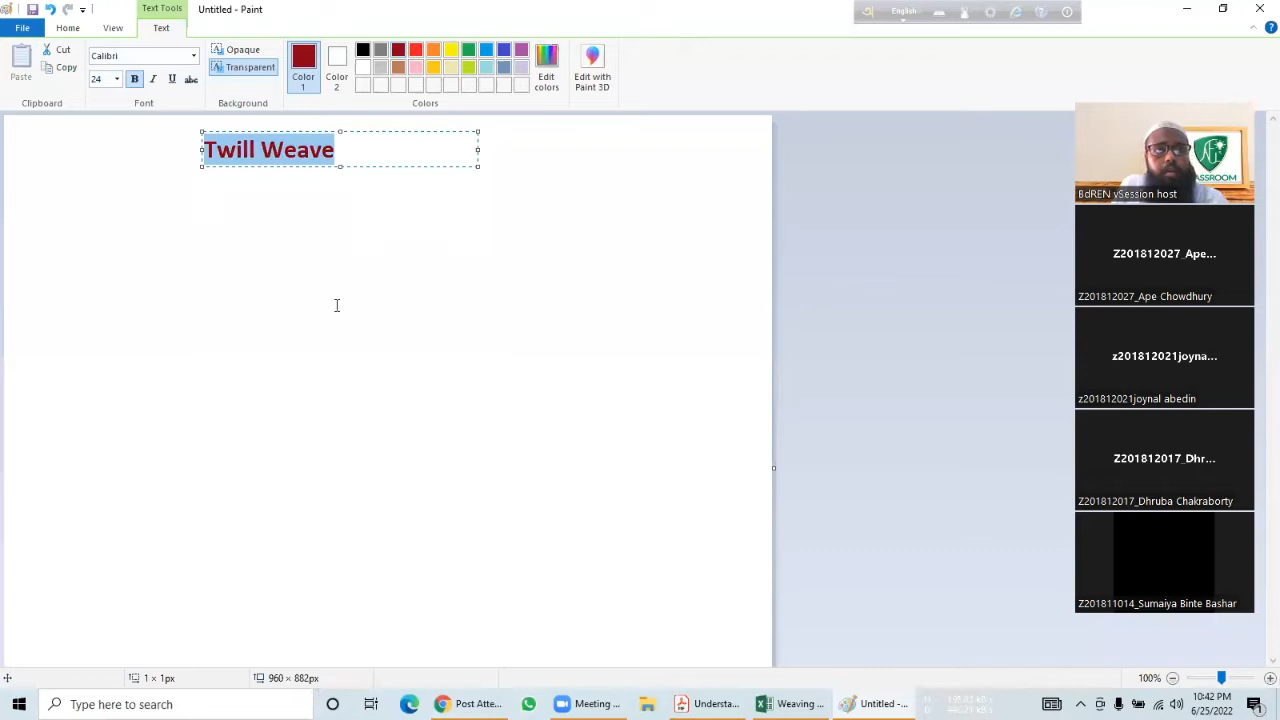 Text Tools
Untitled - Paint
English
File
Home
View
Text
Cut
Copy
Paste
Clipboard
Calibri
24
B
I
U
abc
Font
Opaque
Transparent
Background
Color
1
Color
2
Edit
colors
Colors
Edit with
Paint 3D
Twill Weave
ASSROOM
BdREN vSession host
Z201812027_Ape...
Z201812027_Ape Chowdhury
z201812021joyna...
z201812021joynal abedin
Z201812017_Dhr...
Z201812017_Dhruba Chakraborty
Z201811014_Sumaiya Binte Bashar
1 × 1px
960 × 882px
100%
Type here to search
Post Atte...
Meeting ...
Understa...
Weaving ...
Untitled -...
10:42 PM
6/25/2022